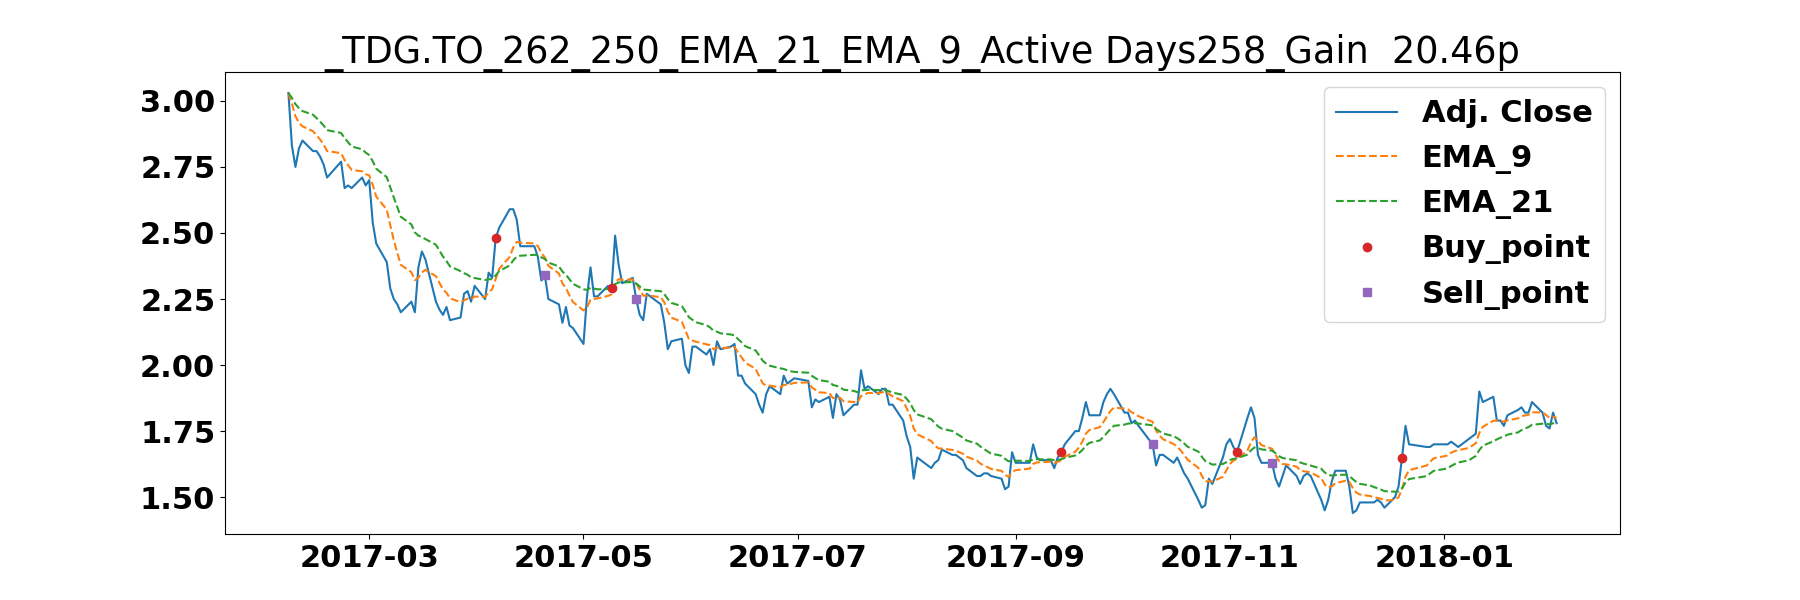 _TDG.TO_262_250_EMA_21_EMA_9_Active Days258_Gain  20.46p
3.00
2.75
2.50
2.25
2.00
1.75
1.50
Adj. Close
EMA_9
EMA_21
Buy_point
Sell_point
2017-03 2017-05 2017-07 2017-09 2017-11 2018-01